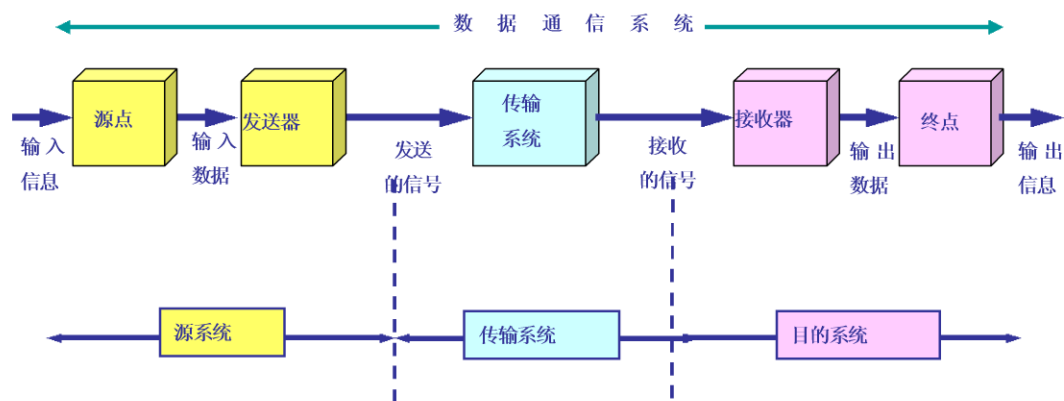 数据通信系统
源点
发送器
传输
系统
接收器
终点
输入
信息
输入
数据
发送
的信号
接收
的信号
输出
数据
输出
信息
源系统
传输系统
目的系统